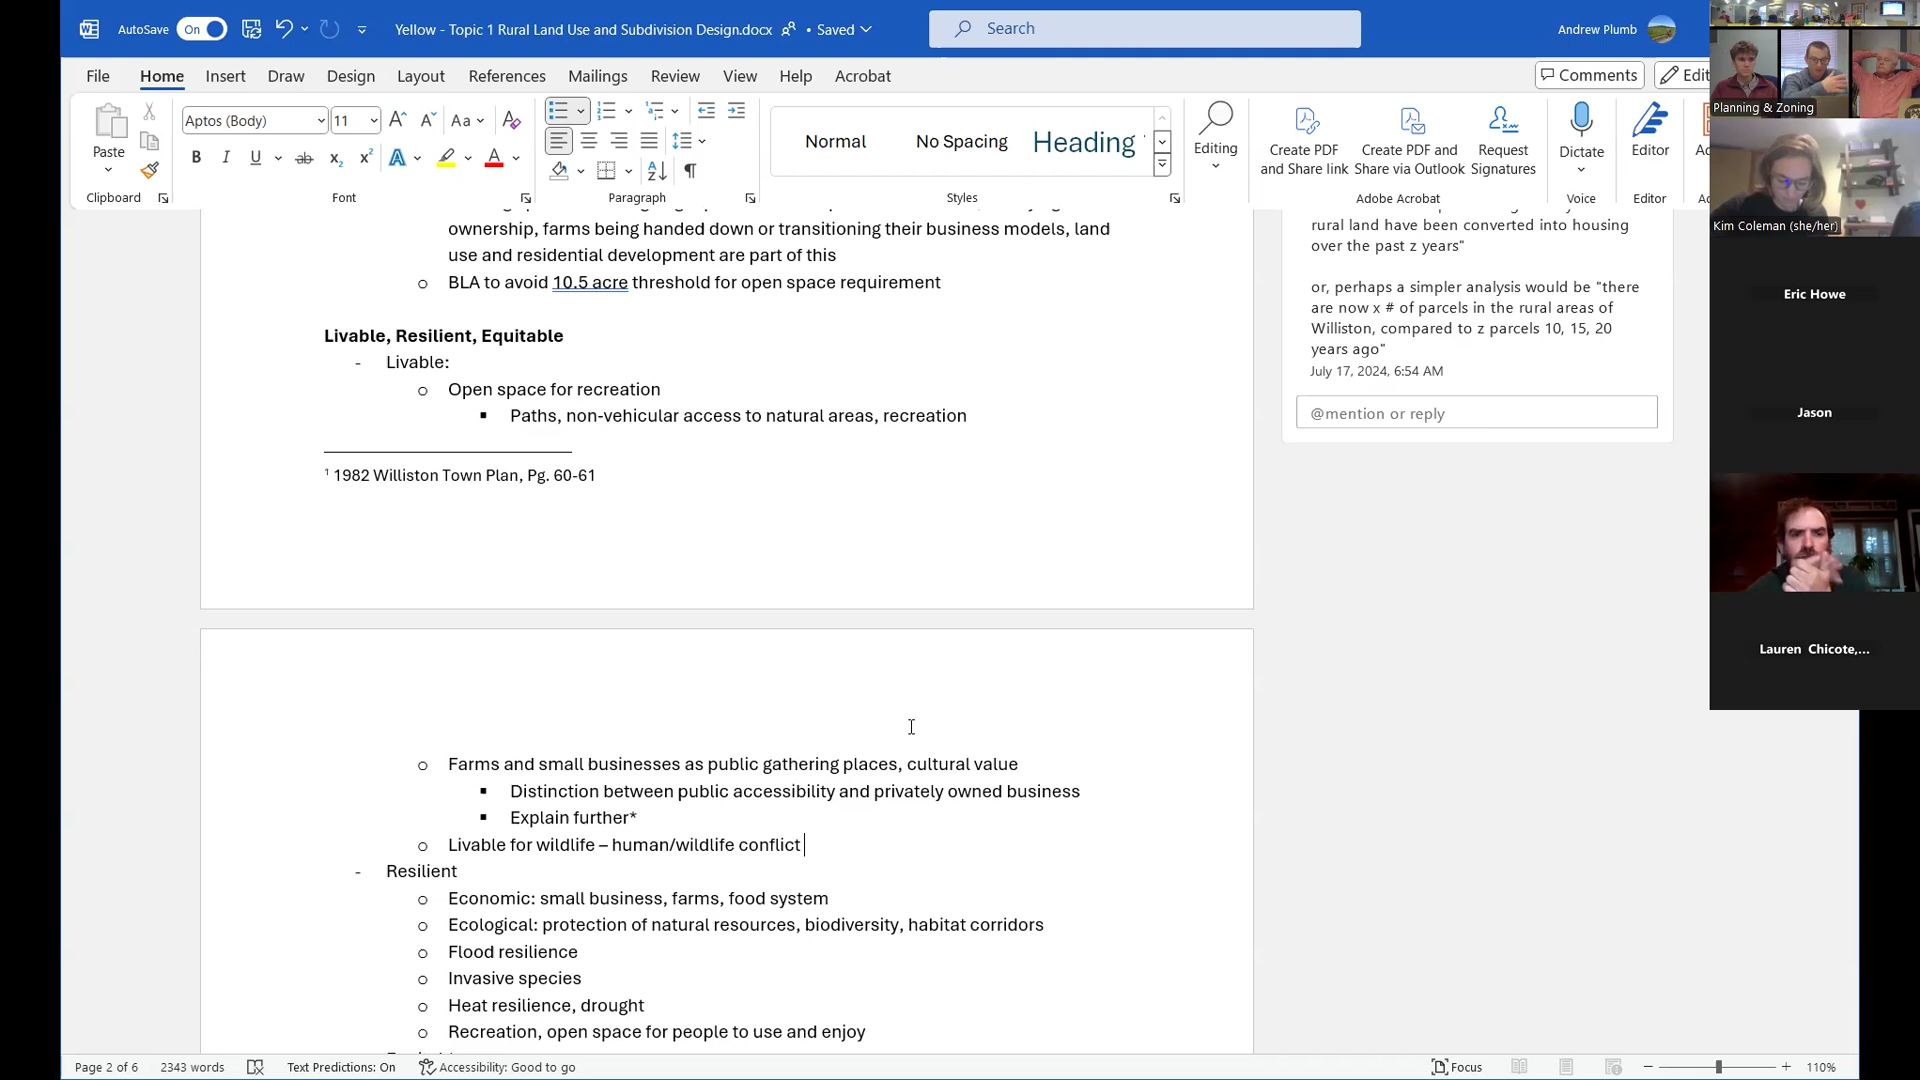 AutoSave On
Yellow - Topic 1 Rural Land Use and Subdivision Design.docx • Saved
Search
Andrew Plumb
File Home Insert Draw Design Layout References Mailings Review View Help Acrobat
Comments
Paste
Clipboard
Aptos (Body) 11
Font
Paragraph
Normal No Spacing Heading
Styles
Editing
Create PDF and Share link
Create PDF and Share via Outlook
Request Signatures
Adobe Acrobat
Dictate
Voice
Editor
Editor
ownership, farms being handed down or transitioning their business models, land
use and residential development are part of this
o BLA to avoid 10.5 acre threshold for open space requirement
Livable, Resilient, Equitable
- Livable:
o Open space for recreation
▪ Paths, non-vehicular access to natural areas, recreation
1 1982 Williston Town Plan, Pg. 60-61
o Farms and small businesses as public gathering places, cultural value
▪ Distinction between public accessibility and privately owned business
▪ Explain further*
o Livable for wildlife – human/wildlife conflict
- Resilient
o Economic: small business, farms, food system
o Ecological: protection of natural resources, biodiversity, habitat corridors
o Flood resilience
o Invasive species
o Heat resilience, drought
o Recreation, open space for people to use and enjoy
rural land have been converted into housing
over the past z years"
or, perhaps a simpler analysis would be "there
are now x # of parcels in the rural areas of
Williston, compared to z parcels 10, 15, 20
years ago"
July 17, 2024, 6:54 AM
@mention or reply
Planning & Zoning
Kim Coleman (she/her)
Eric Howe
Jason
Lauren Chicote,...
Page 2 of 6 2343 words Text Predictions: On Accessibility: Good to go
Focus
110%